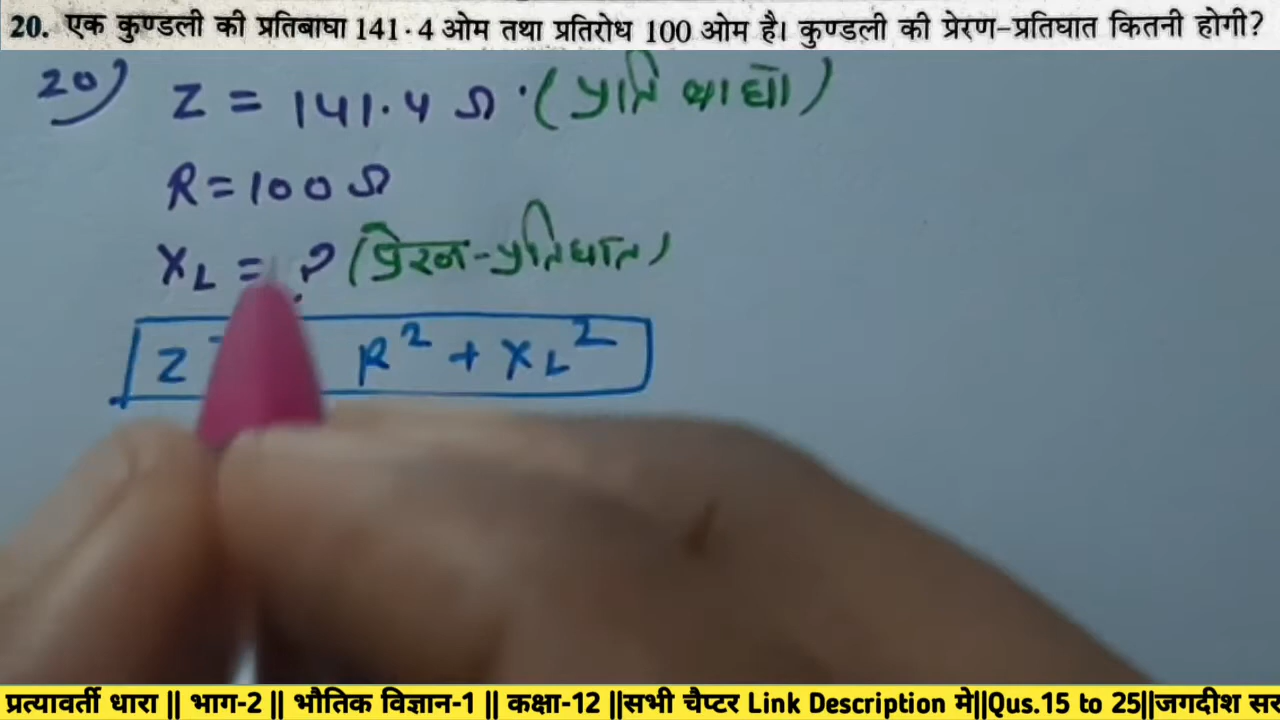 20. एक कुण्डली की प्रतिबाधा 141·4 ओम तथा प्रतिरोध 100 ओम है। कुण्डली की प्रेरण-प्रतिघात कितनी होगी?
20) Z = 141.4 Ω (प्रति बाधा)
R = 100 Ω
XL = ? (प्रेरन-प्रतिघात)
Z R² + XL²
प्रत्यावर्ती धारा || भाग-2 || भौतिक विज्ञान-1 || कक्षा-12 ||सभी चैप्टर Link Description मे||Qus.15 to 25||जगदीश